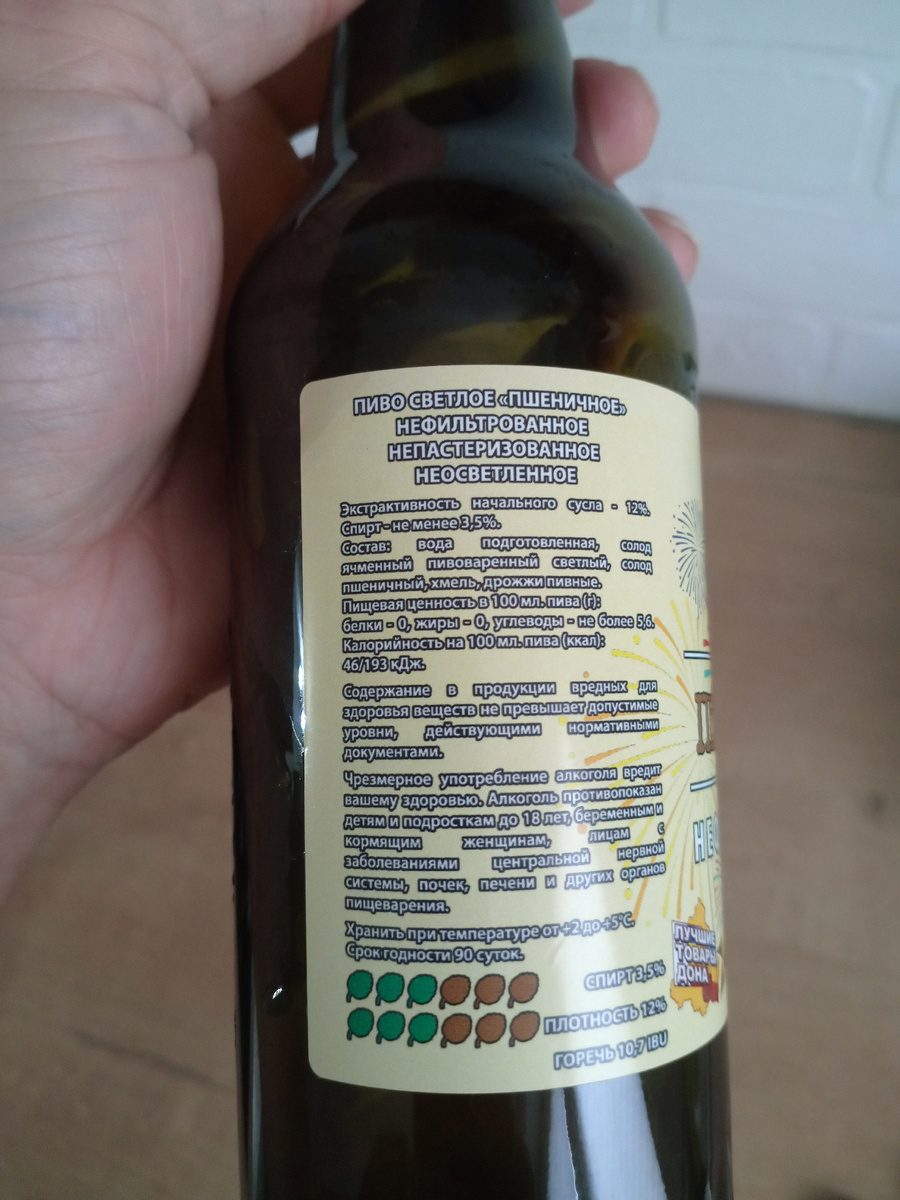 ПИВО СВЕТЛОЕ «ПШЕНИЧНОЕ»
НЕФИЛЬТРОВАННОЕ
НЕПАСТЕРИЗОВАННОЕ
НЕОСВЕТЛЕННОЕ
Экстрактивность начального сусла - 12%.
Спирт - не менее 3,5%.
Состав: вода подготовленная, солод
ячменный пивоваренный светлый, солод
пшеничный, хмель, дрожжи пивные.
Пищевая ценность в 100 мл. пива (г):
белки - 0, жиры - 0, углеводы - не более 5,6.
Калорийность на 100 мл. пива (ккал):
46/193 кДж.
Содержание в продукции вредных для
здоровья веществ не превышает допустимые
уровни, действующими нормативными
документами.
Чрезмерное употребление алкоголя вредит
вашему здоровью. Алкоголь противопоказан
детям и подросткам до 18 лет, беременным и
кормящим женщинам, лицам с
заболеваниями центральной нервной
системы, почек, печени и других органов
пищеварения.
Хранить при температуре от +2 до +5°С.
Срок годности 90 суток.
СПИРТ 3,5%
ПЛОТНОСТЬ 12%
ГОРЕЧЬ 10,7 IBU
ЛУЧШИЕ
ТОВАРЫ
ДОНА